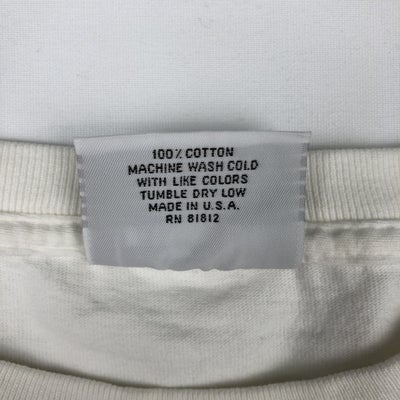 100% COTTON
MACHINE WASH COLD
WITH LIKE COLORS
TUMBLE DRY LOW
MADE IN U.S.A.
RN 81812